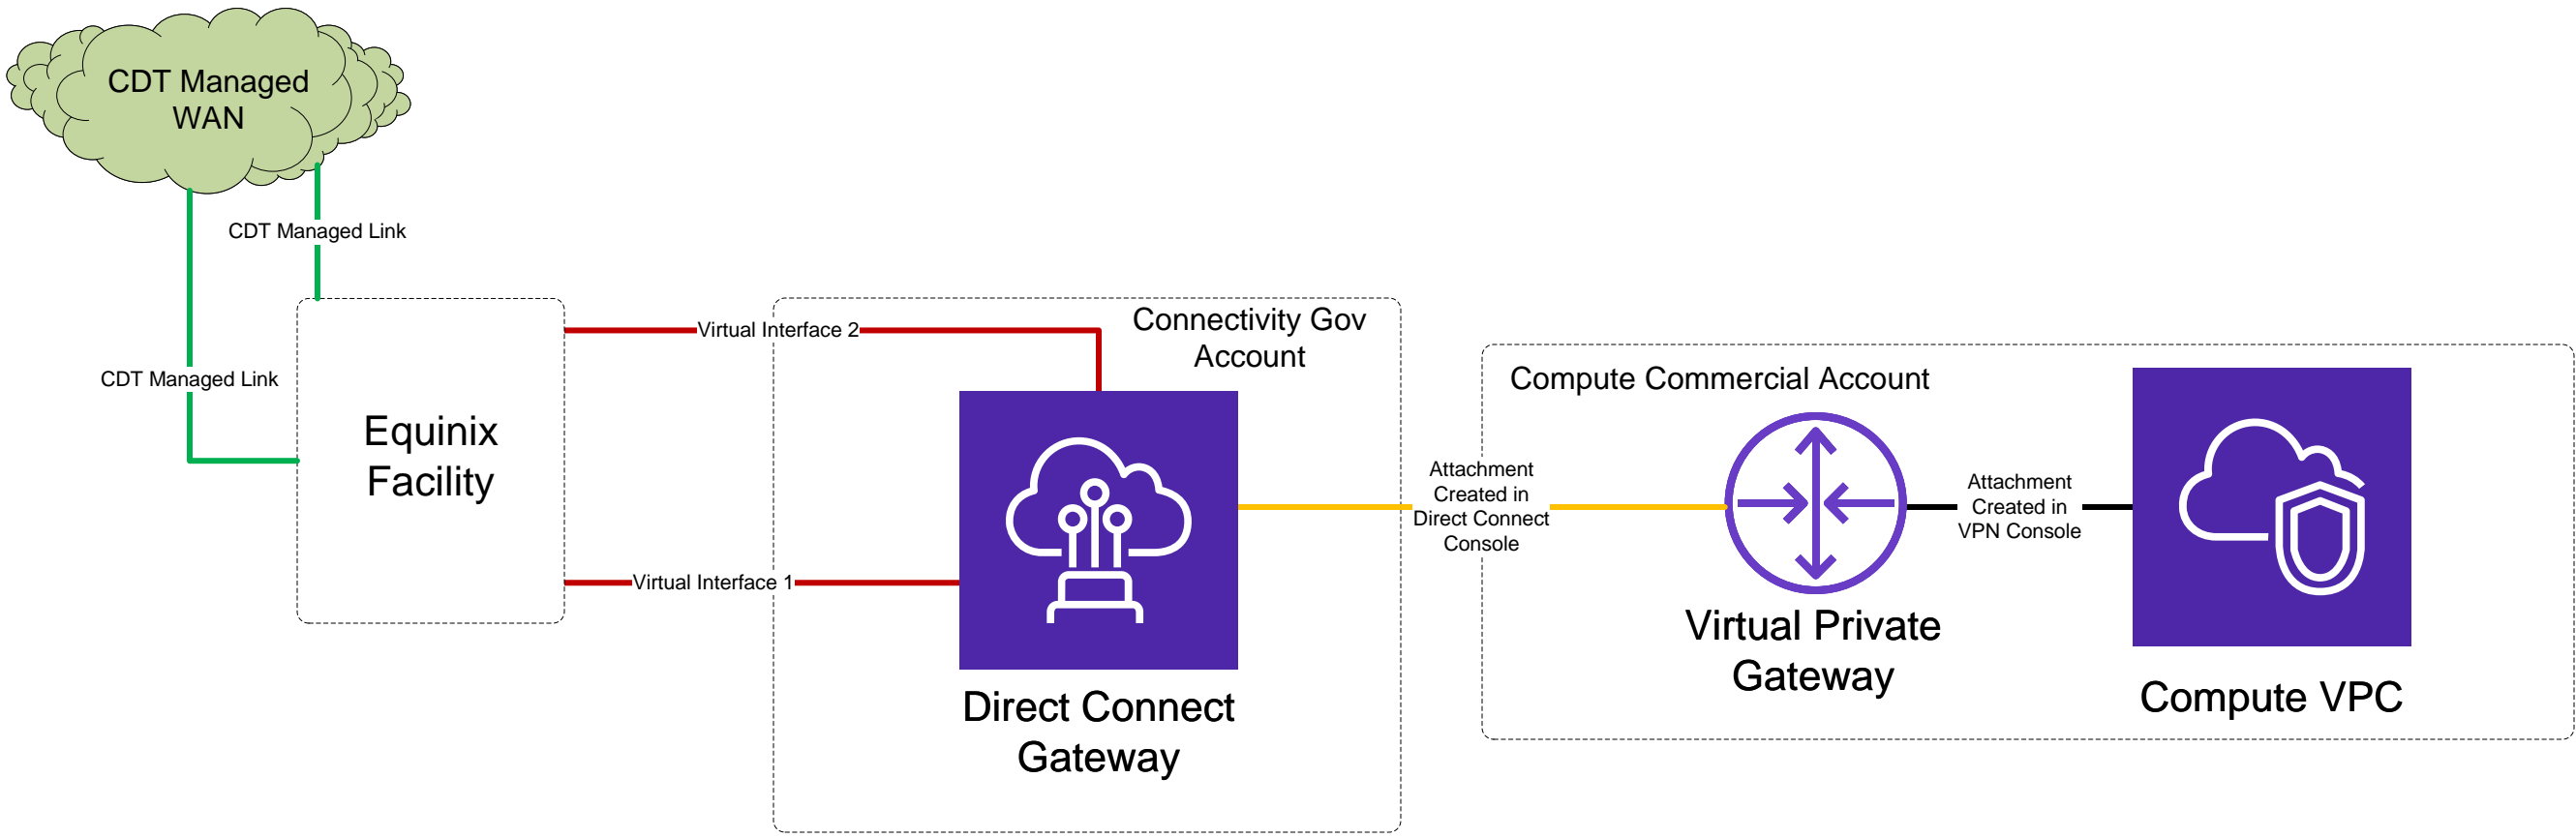 CDT Managed
WAN
CDT Managed Link
CDT Managed Link
Equinix
Facility
Virtual Interface 2
Virtual Interface 1
Connectivity Gov
Account
Direct Connect
Gateway
Attachment
Created in
Direct Connect
Console
Compute Commercial Account
Virtual Private
Gateway
Attachment
Created in
VPN Console
Compute VPC